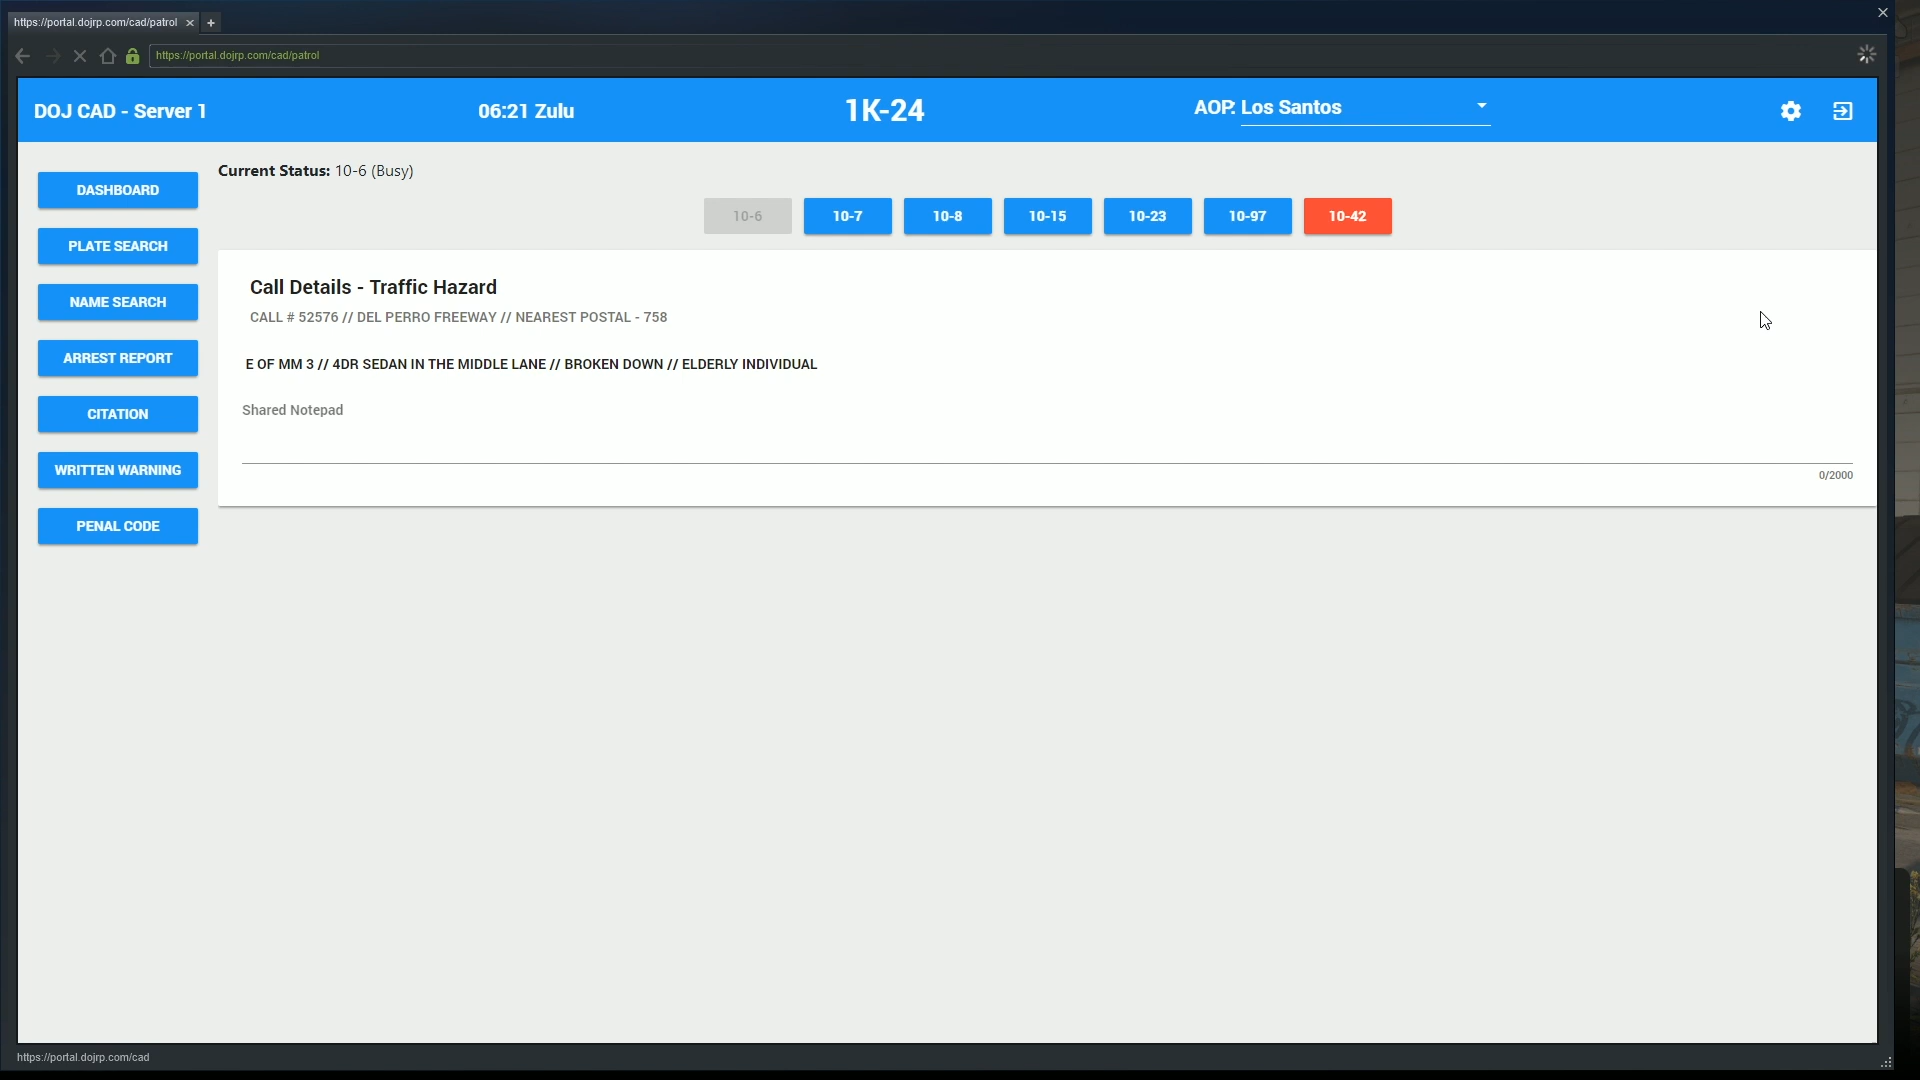 https://portal.dojrp.com/cad/patrol
https://portal.dojrp.com/cad/patrol
DOJ CAD - Server 1 06:21 Zulu 1K-24 AOP: Los Santos
Current Status: 10-6 (Busy)
10-6 10-7 10-8 10-15 10-23 10-97 10-42
DASHBOARD
PLATE SEARCH
NAME SEARCH
ARREST REPORT
CITATION
WRITTEN WARNING
PENAL CODE
Call Details - Traffic Hazard
CALL # 52576 // DEL PERRO FREEWAY // NEAREST POSTAL - 758
E OF MM 3 // 4DR SEDAN IN THE MIDDLE LANE // BROKEN DOWN // ELDERLY INDIVIDUAL
Shared Notepad
0/2000
https://portal.dojrp.com/cad